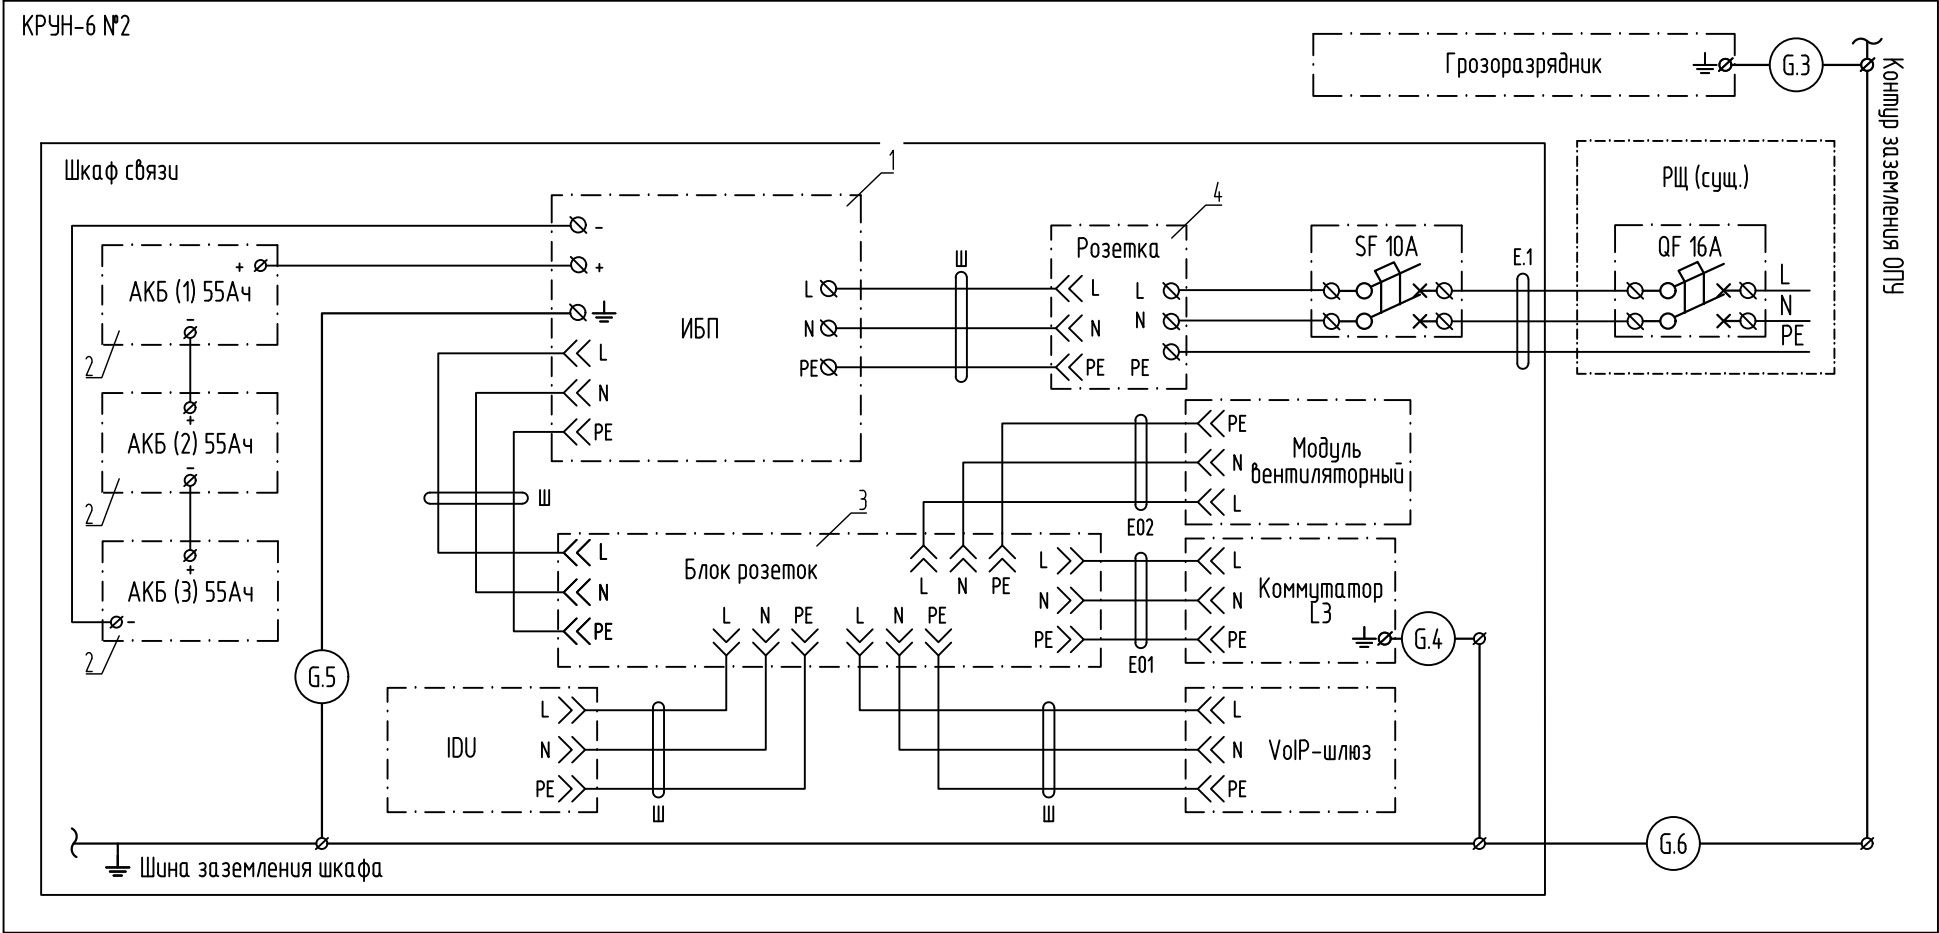 КРУН-6 №2
Грозоразрядник
G.3
Контур заземления ОПУ
Шкаф связи
1
4
РЩ (сущ.)
-
+
АКБ (1) 55Ач
+
-
2
ИБП
L
N
PE
L
N
PE
Ш
Розетка
L
N
PE
L
N
PE
SF 10А
E.1
QF 16А
L
N
PE
АКБ (2) 55Ач
+
-
2
Ш
3
PE
N
L
Модуль
вентиляторный
E02
АКБ (3) 55Ач
+
-
2
Блок розеток
L
N
PE
L
N
PE
L
N
PE
L
N
PE
L
N
PE
E01
L
N
PE
Коммутатор
L3
G.4
G.5
IDU
L
N
PE
Ш
Ш
L
N
PE
VoIP-шлюз
G.6
Шина заземления шкафа